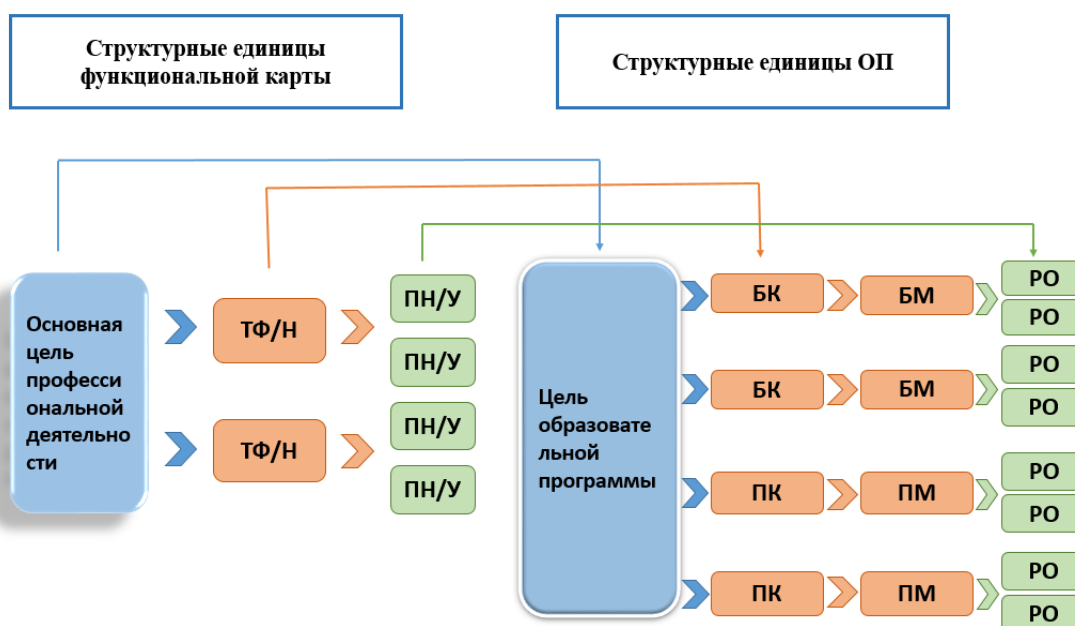 Структурные единицы
функциональной карты
Структурные единицы ОП
Основная
цель
професси
ональной
деятельно
сти
ТФ/Н
ТФ/Н
ПН/У
ПН/У
ПН/У
ПН/У
Цель
образовате
льной
программы
БК
БМ
РО
РО
БК
БМ
РО
РО
ПК
ПМ
РО
РО
ПК
ПМ
РО
РО